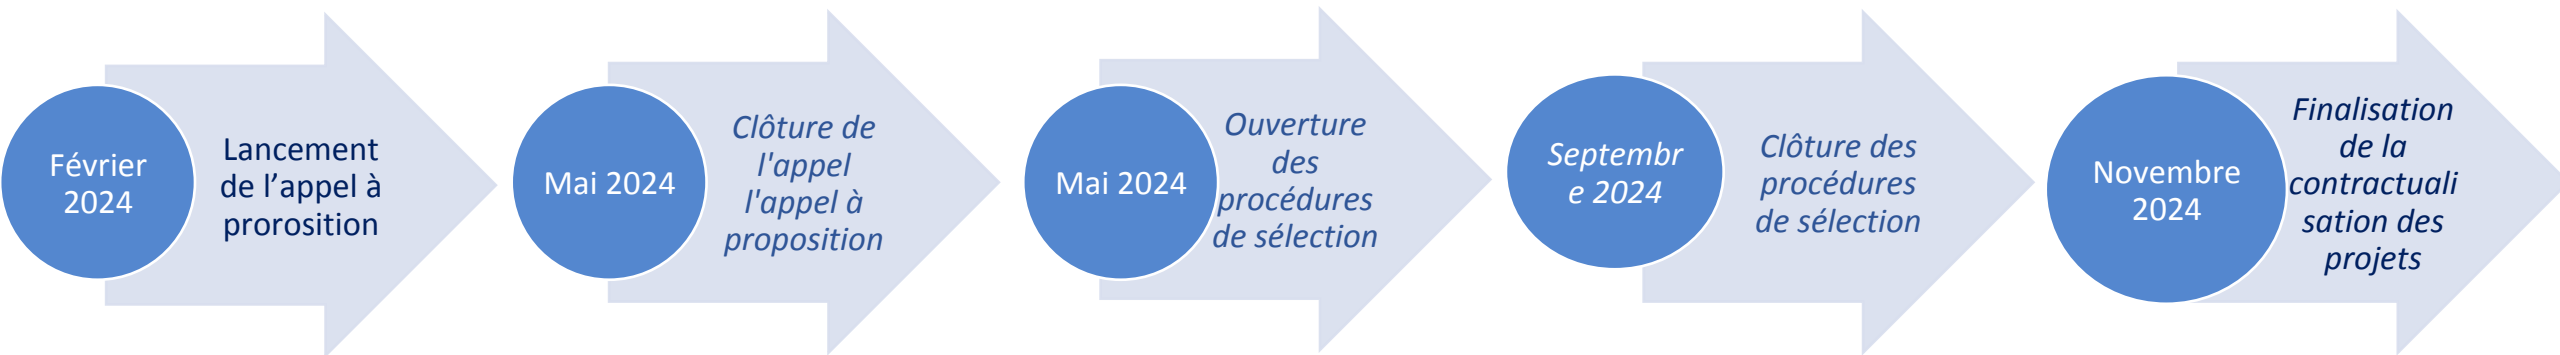 Février
2024
Lancement
de l’appel à
prorosition
Mai 2024
Clôture de
l'appel
l'appel à
proposition
Mai 2024
Ouverture
des
procédures
de sélection
Septembr
e 2024
Clôture des
procédures
de sélection
Novembre
2024
Finalisation
de la
contractuali
sation des
projets